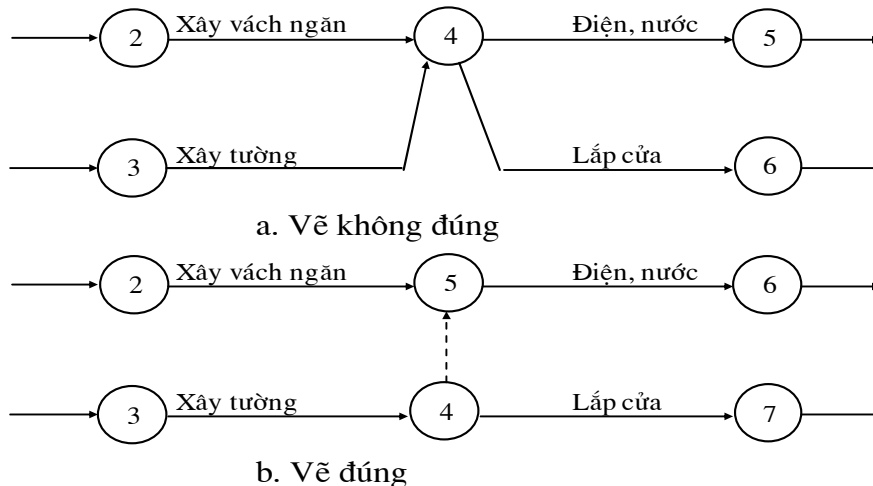 2 Xây vách ngăn 4 Điện, nước 5
3 Xây tường Lắp cửa 6
a. Vẽ không đúng
2 Xây vách ngăn 5 Điện, nước 6
3 Xây tường 4 Lắp cửa 7
b. Vẽ đúng